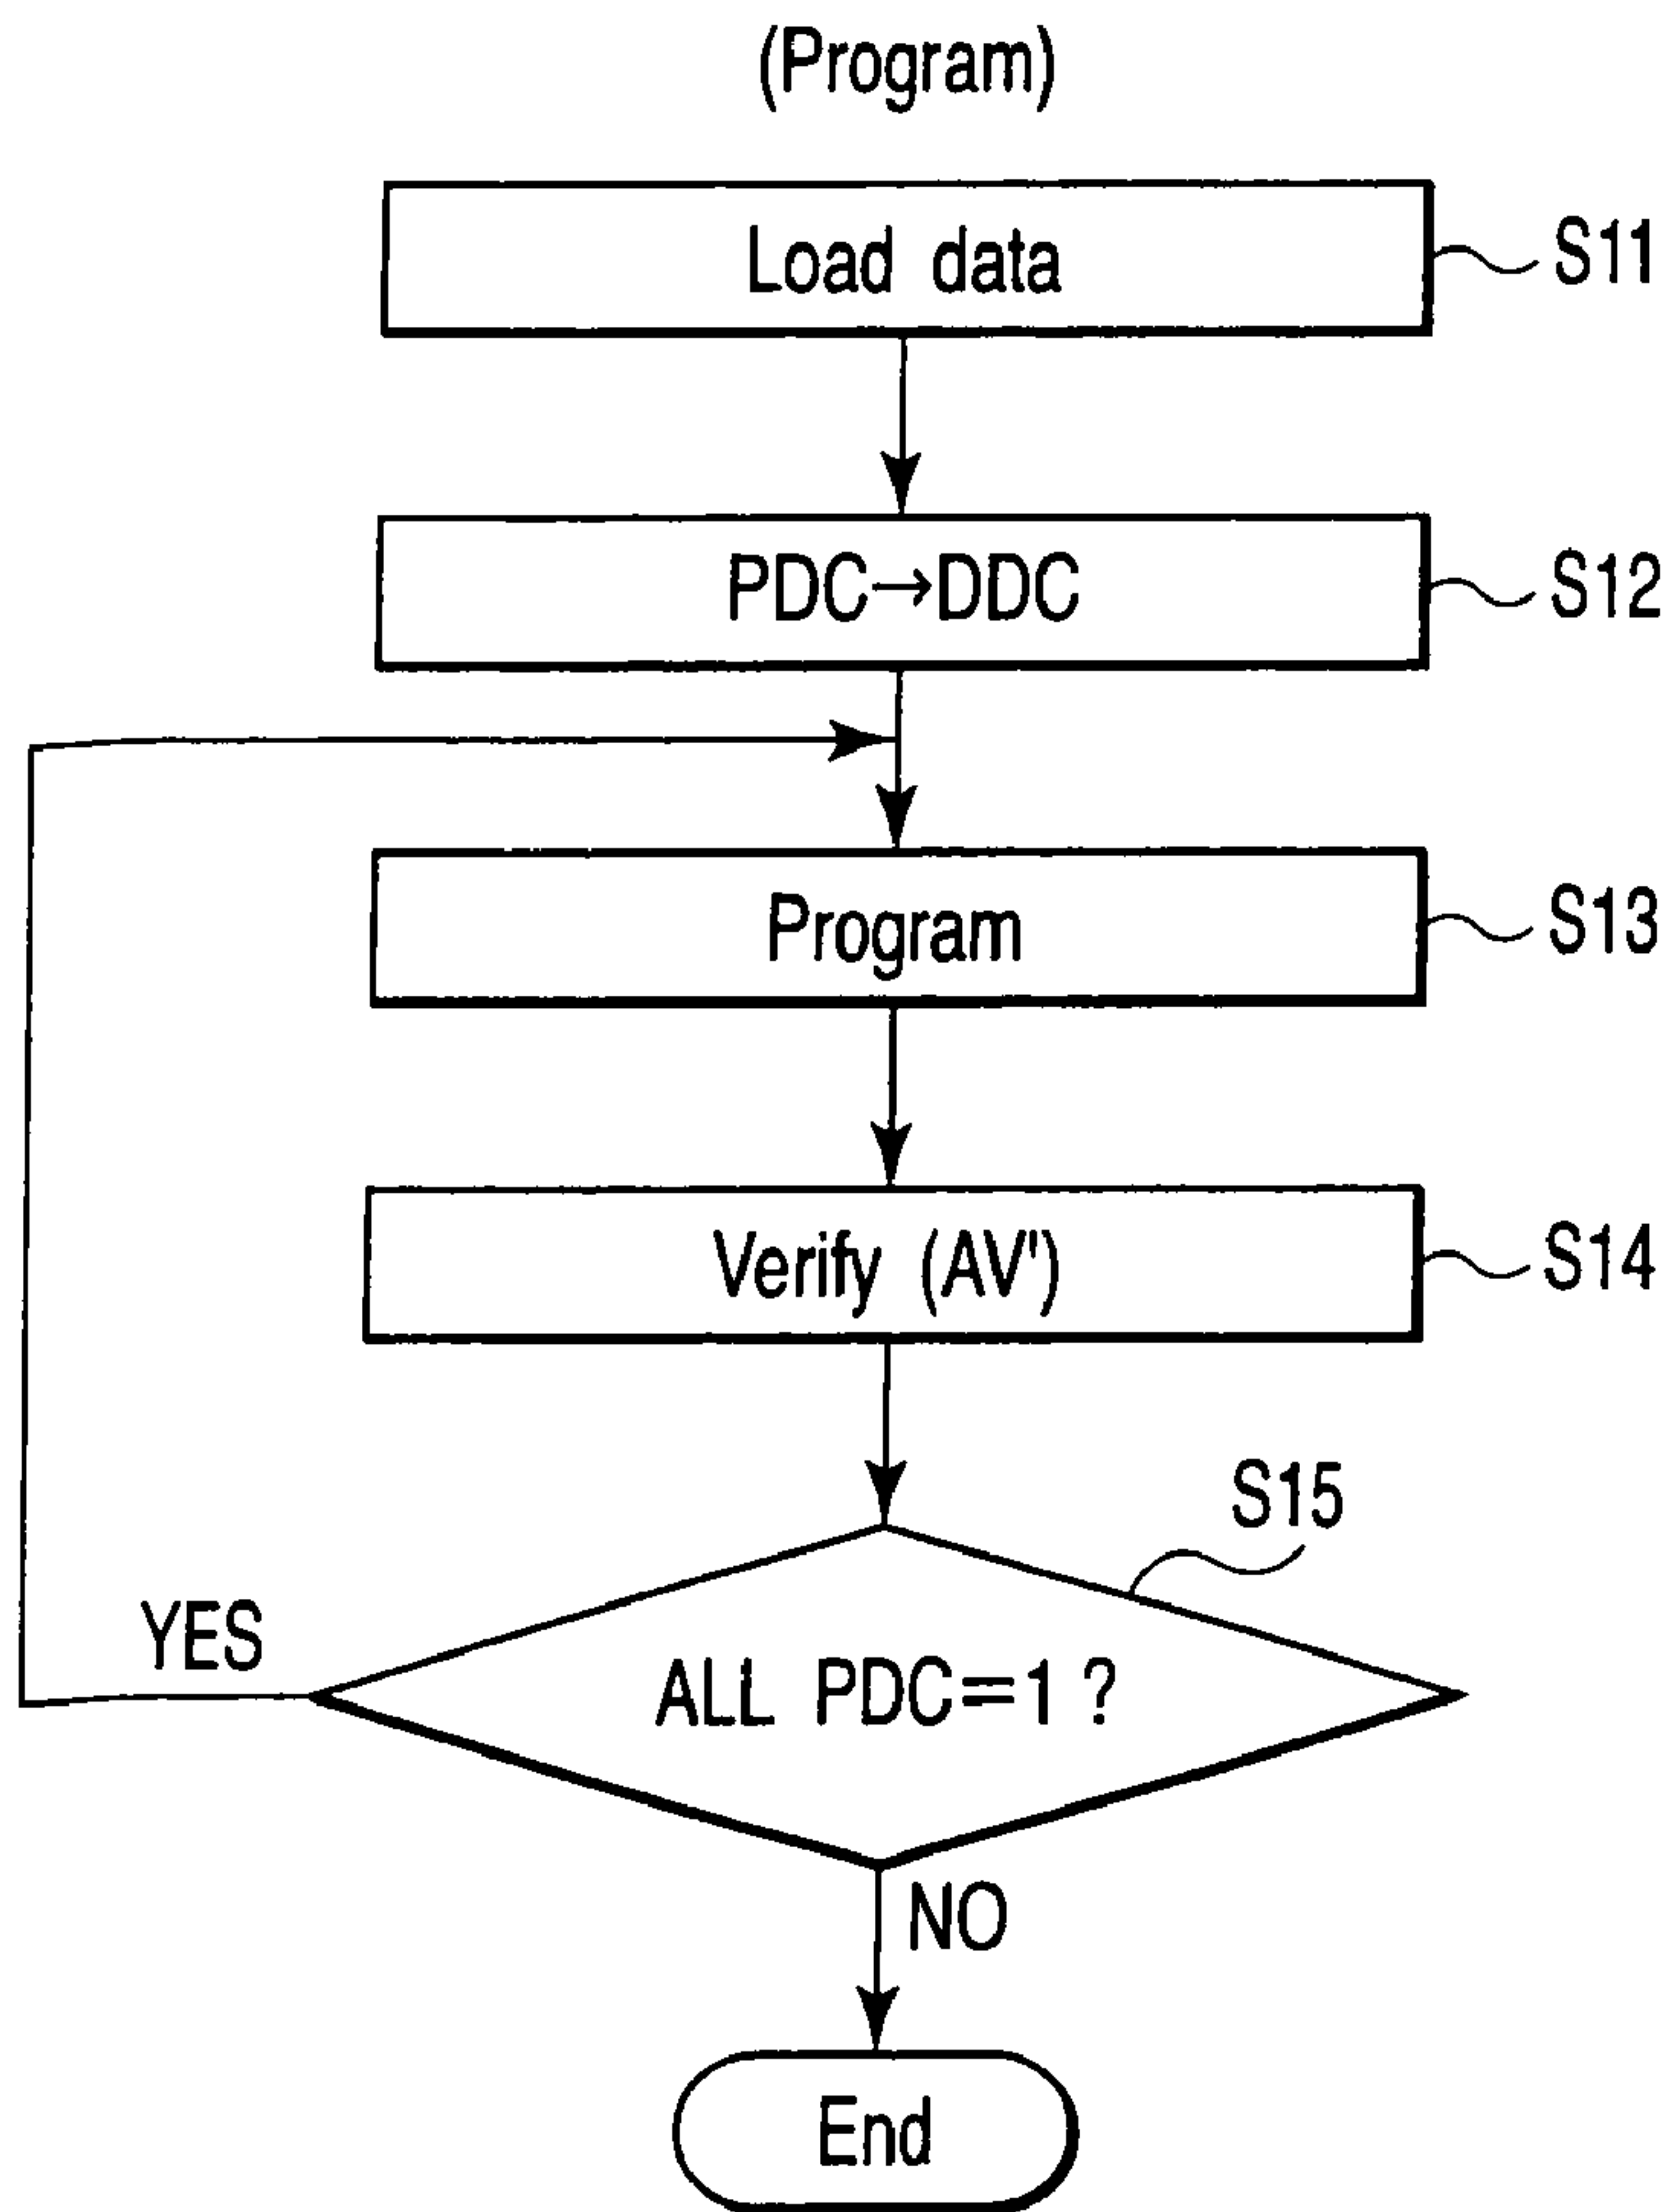 (Program)
Load data
S11
PDC→DDC
S12
Program
S13
Verify (AV')
S14
S15
YES
ALL PDC=1 ?
NO
End